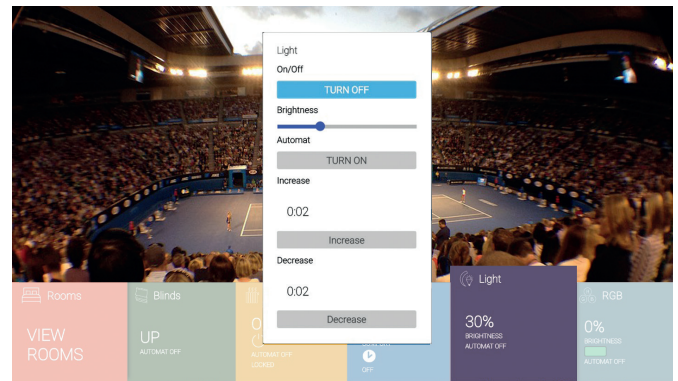 Light
On/Off
TURN OFF
Brightness
Automat
TURN ON
Increase
0:02
Increase
Decrease
0:02
Decrease
Rooms
VIEW
ROOMS
Blinds
UP
AUTOMAT OFF
AUTOMAT OFF
LOCKED
OFF
Light
30%
BRIGHTNESS
AUTOMAT OFF
RGB
0%
BRIGHTNESS
AUTOMAT OFF